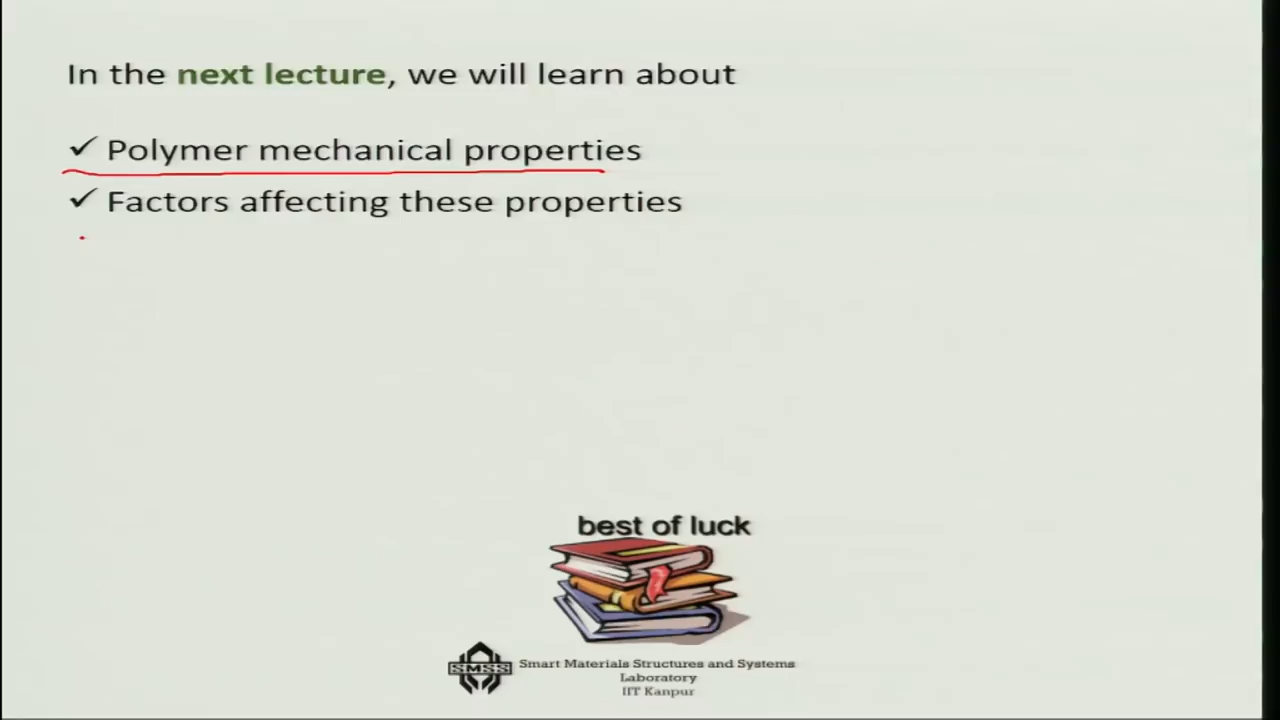 In the next lecture, we will learn about
✓ Polymer mechanical properties
✓ Factors affecting these properties
best of luck
SMSS
Smart Materials Structures and Systems
Laboratory
IIT Kanpur